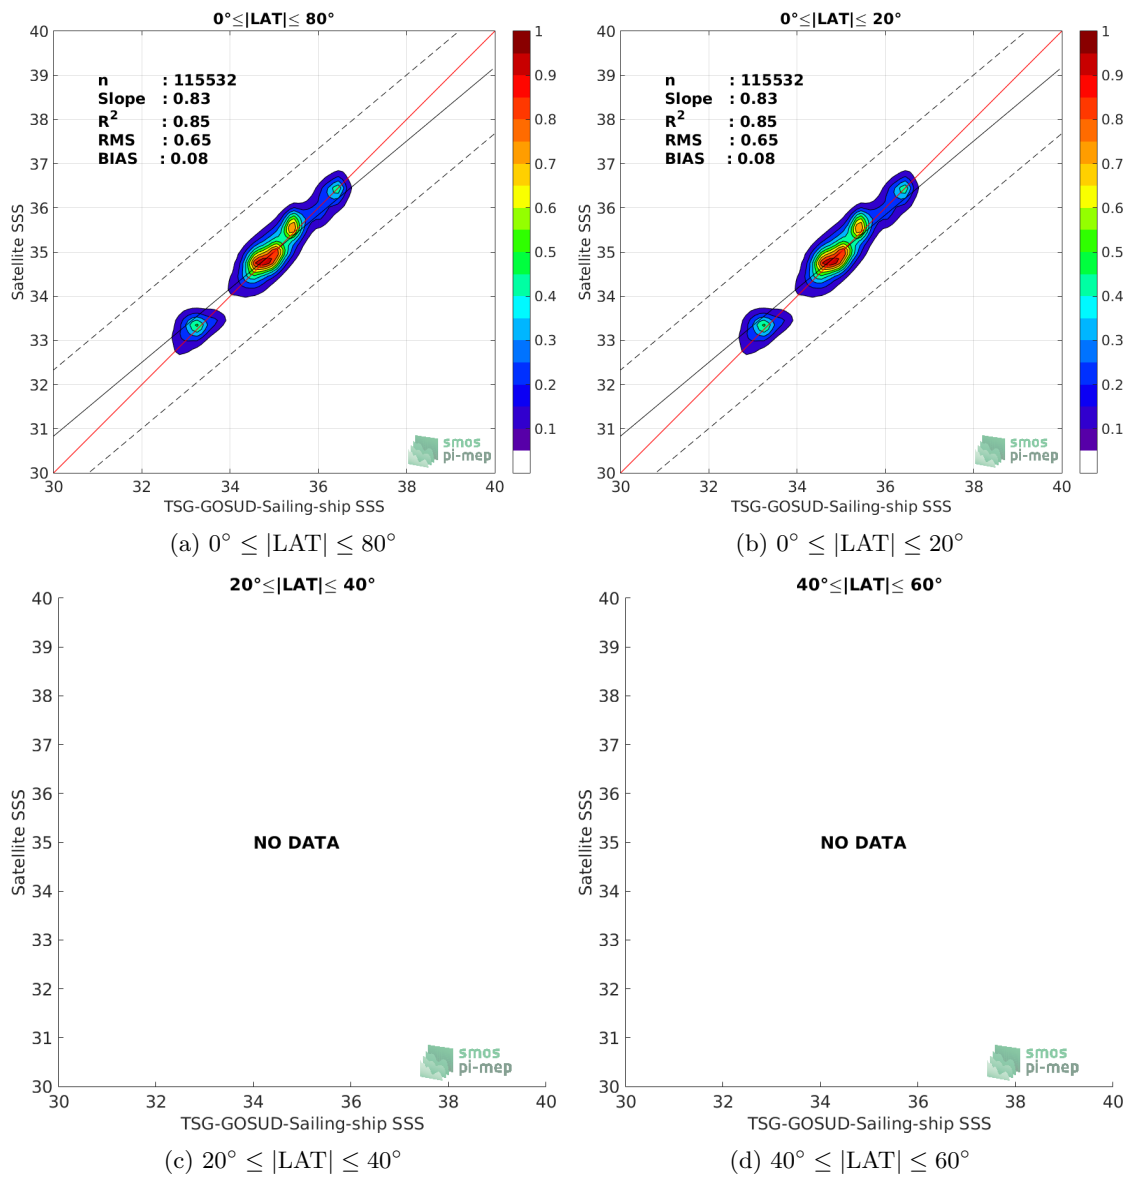 0°≤|LAT|≤ 80°
40
39
38
37
36
35
34
33
32
31
30
Satellite SSS
n : 115532
Slope : 0.83
R2 : 0.85
RMS : 0.65
BIAS : 0.08
1
0.9
0.8
0.7
0.6
0.5
0.4
0.3
0.2
0.1
smos
pi-mep
30 32 34 36 38 40
TSG-GOSUD-Sailing-ship SSS
(a) 0° ≤ |LAT| ≤ 80°
0°≤|LAT|≤ 20°
40
39
38
37
36
35
34
33
32
31
30
Satellite SSS
n : 115532
Slope : 0.83
R2 : 0.85
RMS : 0.65
BIAS : 0.08
1
0.9
0.8
0.7
0.6
0.5
0.4
0.3
0.2
0.1
smos
pi-mep
30 32 34 36 38 40
TSG-GOSUD-Sailing-ship SSS
(b) 0° ≤ |LAT| ≤ 20°
20°≤|LAT|≤ 40°
40
39
38
37
36
35
34
33
32
31
30
Satellite SSS
NO DATA
smos
pi-mep
30 32 34 36 38 40
TSG-GOSUD-Sailing-ship SSS
(c) 20° ≤ |LAT| ≤ 40°
40°≤|LAT|≤ 60°
40
39
38
37
36
35
34
33
32
31
30
Satellite SSS
NO DATA
smos
pi-mep
30 32 34 36 38 40
TSG-GOSUD-Sailing-ship SSS
(d) 40° ≤ |LAT| ≤ 60°